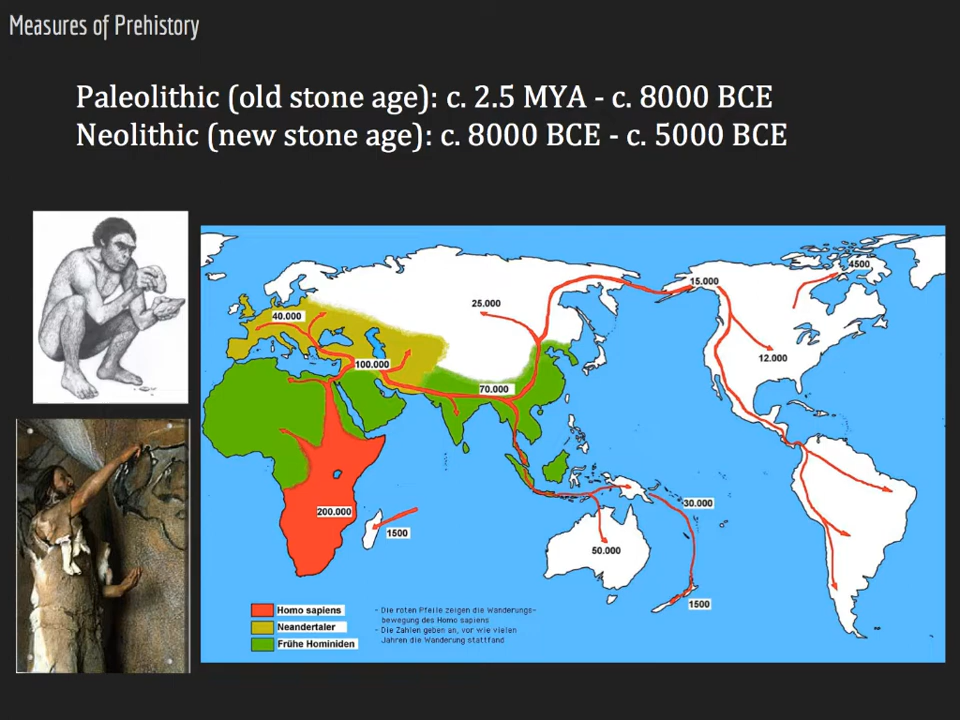 Measures of Prehistory
Paleolithic (old stone age): c. 2.5 MYA - c. 8000 BCE
Neolithic (new stone age): c. 8000 BCE - c. 5000 BCE
4500
15.000
25.000
40.000
12.000
100.000
70.000
200.000
30.000
1500
50.000
1500
Homo sapiens
Neandertaler
Frühe Hominiden
- Die roten Pfeile zeigen die Wanderungs-
bewegung des Homo sapiens
- Die Zahlen geben an, vor wie vielen
Jahren die Wanderung stattfand